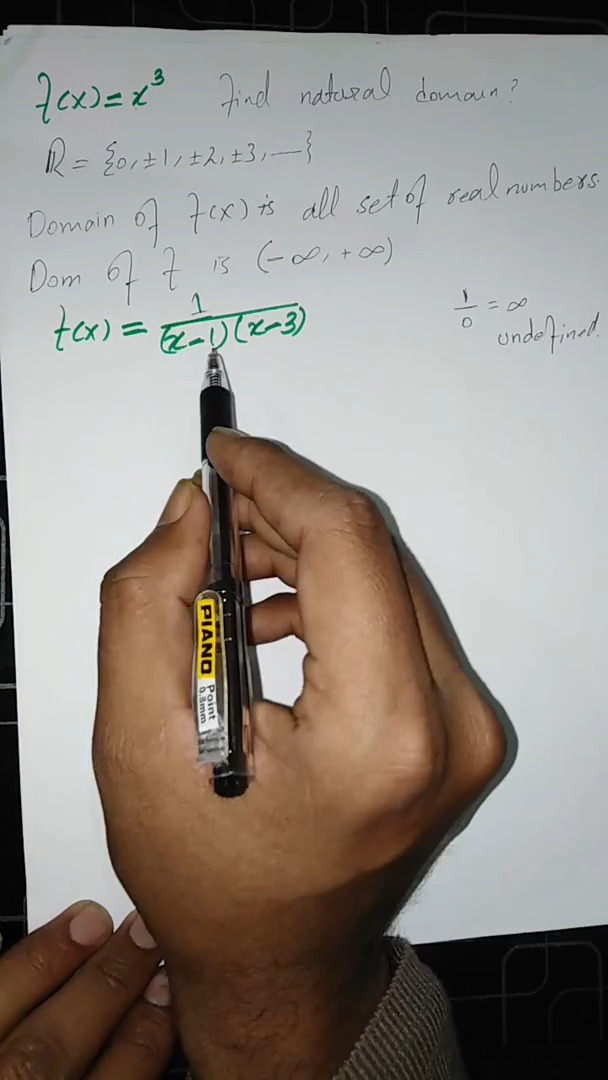 f(x) = x³ Find natural domain?
ℝ = {0, ±1, ±2, ±3, —}
Domain of f(x) is all set of real numbers.
Dom of f is (-∞, +∞)
f(x) = 1/((x-1)(x-3))
1/0 = ∞
undefined.
PIANO
Point
0.8mm